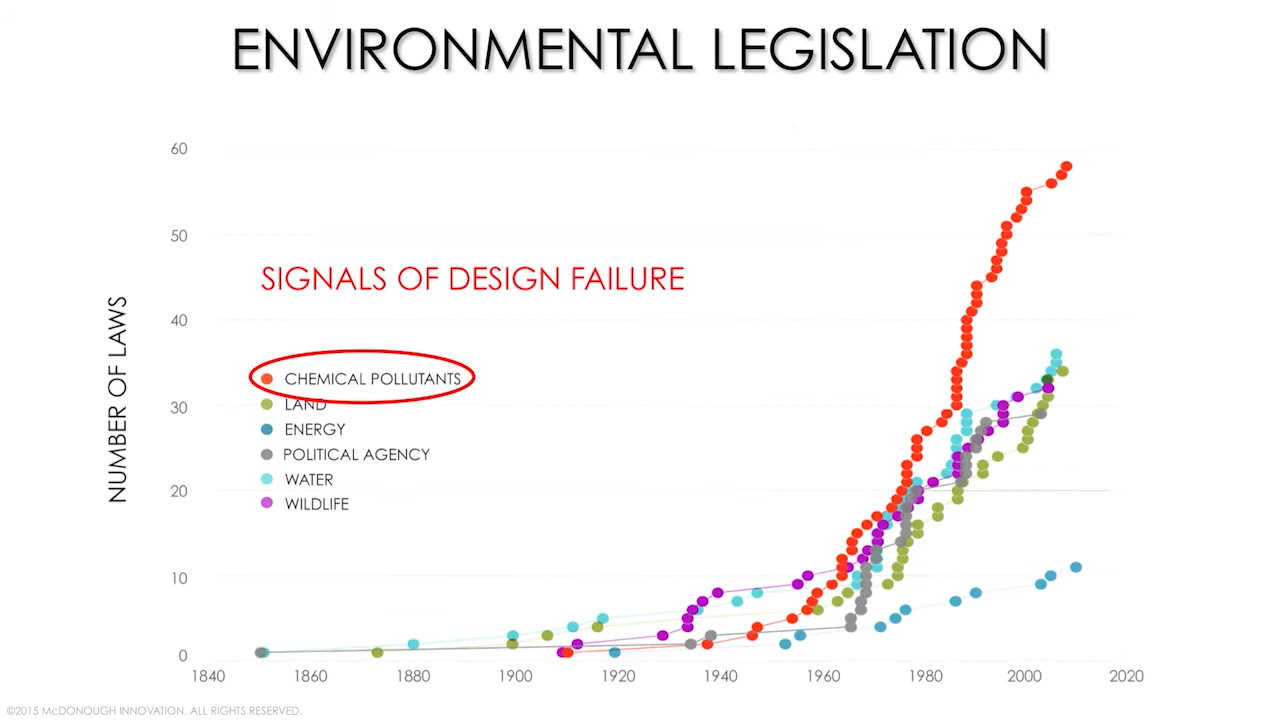 ENVIRONMENTAL LEGISLATION
60
50
SIGNALS OF DESIGN FAILURE
NUMBER OF LAWS
40
CHEMICAL POLLUTANTS
LAND
30
ENERGY
POLITICAL AGENCY
WATER
20
WILDLIFE
10
0
1840 1860 1880 1900 1920 1940 1960 1980 2000 2020
©2015 McDONOUGH INNOVATION. ALL RIGHTS RESERVED.